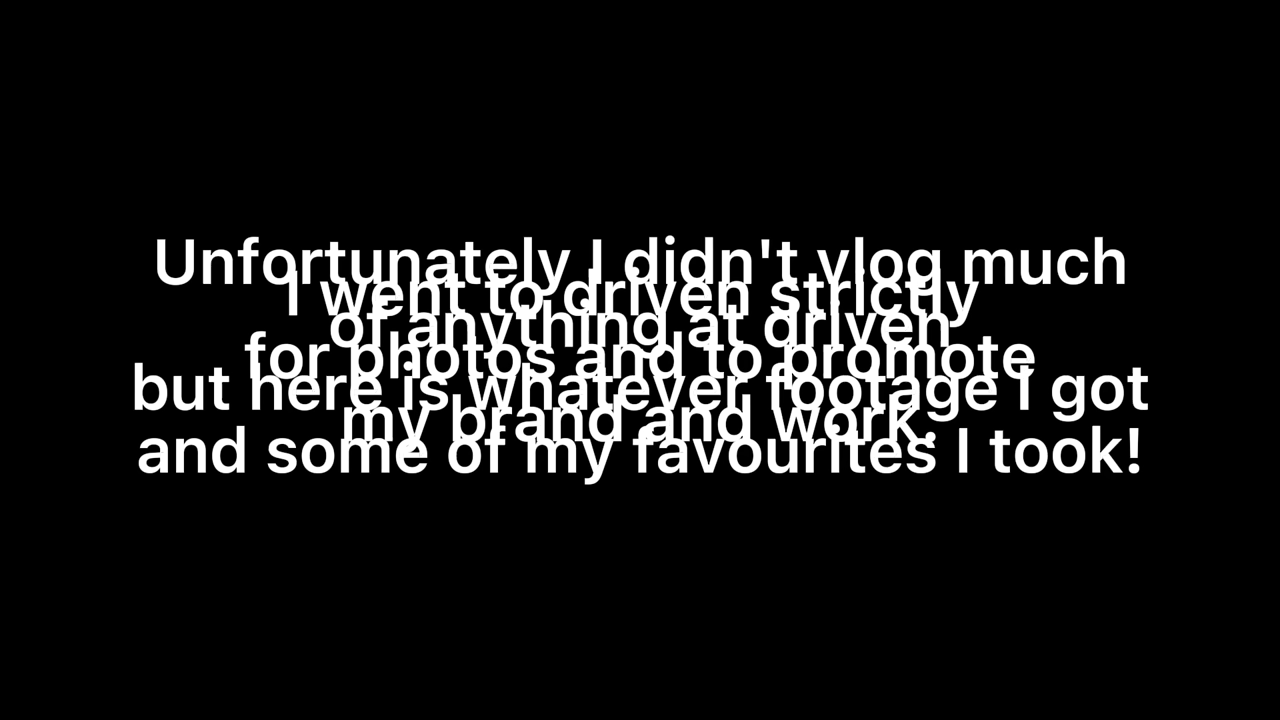 Unfortunately I didn't vlog much
of anything at driven
but here is whatever footage I got
and some of my favourites I took!
I went to driven strictly
for photos and to promote
my brand and work.